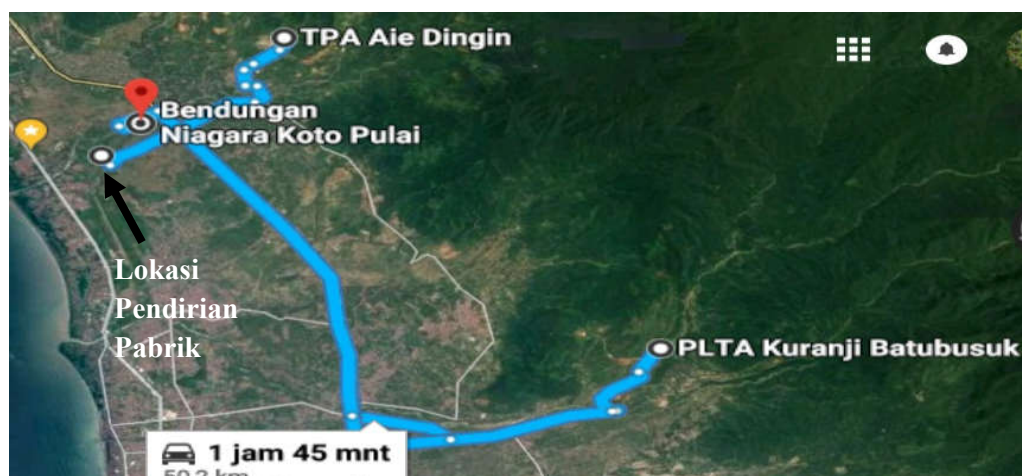 TPA Aie Dingin
Bendungan
Niagara Koto Pulai
Lokasi
Pendirian
Pabrik
PLTA Kuranji Batubusuk
1 jam 45 mnt